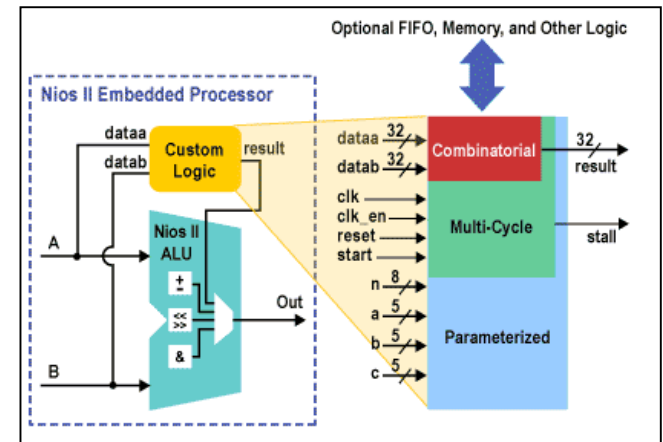 Optional FIFO, Memory, and Other Logic
Nios II Embedded Processor
dataa
datab
Custom
Logic
result
A
Nios II
ALU
+
-
<<
>>
&
Out
B
dataa 32
datab 32
clk
clk_en
reset
start
n 8
a 5
b 5
c 5
Combinatorial
Multi-Cycle
Parameterized
32
result
stall